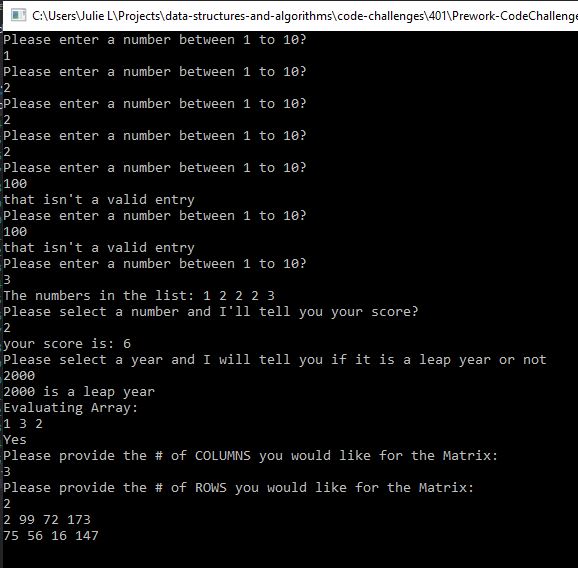 C:\Users\Julie L\Projects\data-structures-and-algorithms\code-challenges\401\Prework-CodeChallenge
Please enter a number between 1 to 10?
1
Please enter a number between 1 to 10?
2
Please enter a number between 1 to 10?
2
Please enter a number between 1 to 10?
2
Please enter a number between 1 to 10?
100
that isn't a valid entry
Please enter a number between 1 to 10?
100
that isn't a valid entry
Please enter a number between 1 to 10?
3
The numbers in the list: 1 2 2 2 3
Please select a number and I'll tell you your score?
2
your score is: 6
Please select a year and I will tell you if it is a leap year or not
2000
2000 is a leap year
Evaluating Array:
1 3 2
Yes
Please provide the # of COLUMNS you would like for the Matrix:
3
Please provide the # of ROWS you would like for the Matrix:
2
2 99 72 173
75 56 16 147